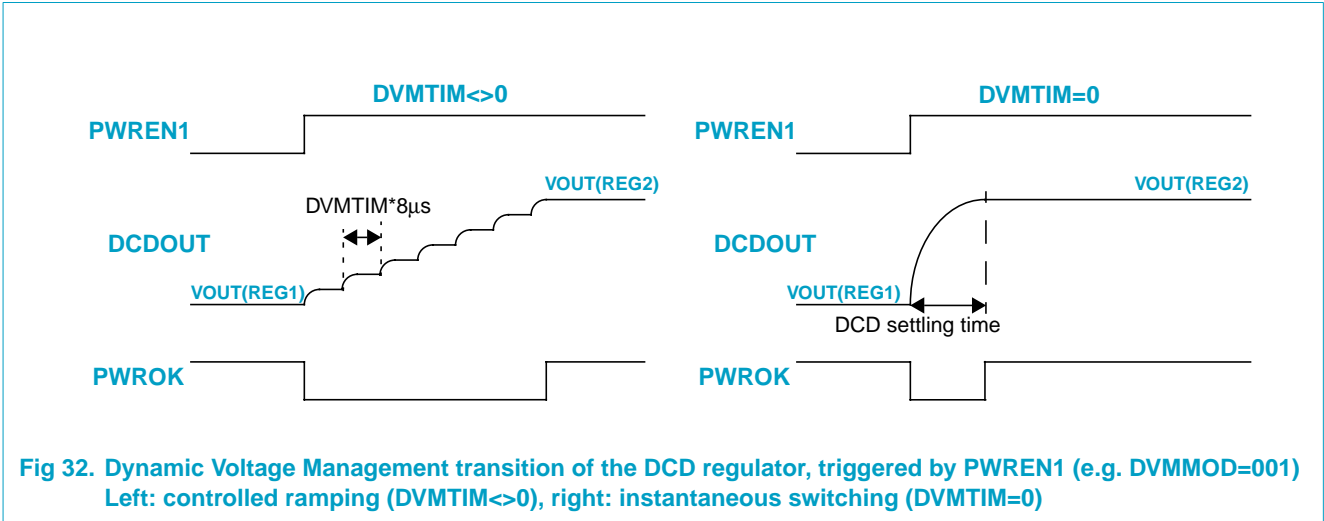 DVMTIM<>0
PWREN1
VOUT(REG2)
DVMTIM*8μs
DCDOUT
VOUT(REG1)
PWROK
DVMTIM=0
PWREN1
VOUT(REG2)
DCDOUT
VOUT(REG1)
DCD settling time
PWROK
Fig 32. Dynamic Voltage Management transition of the DCD regulator, triggered by PWREN1 (e.g. DVMMOD=001)
Left: controlled ramping (DVMTIM<>0), right: instantaneous switching (DVMTIM=0)